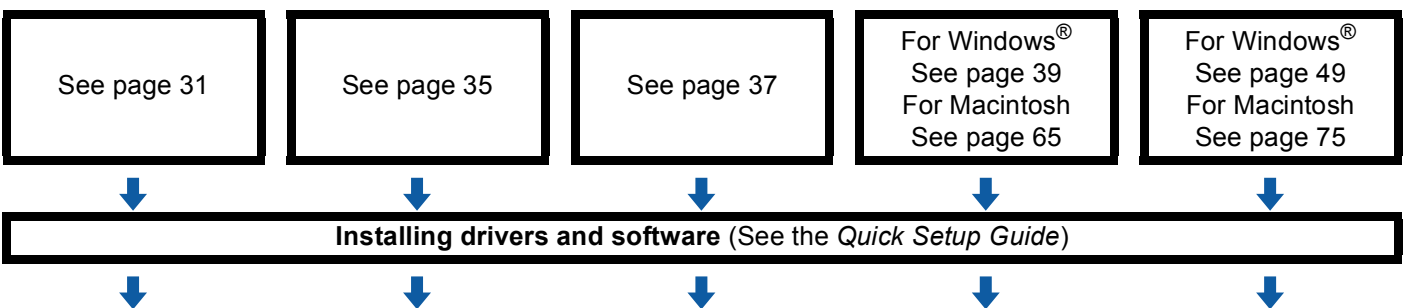 See page 31
See page 35
See page 37
For Windows®
See page 39
For Macintosh
See page 65
For Windows®
See page 49
For Macintosh
See page 75
Installing drivers and software (See the Quick Setup Guide)